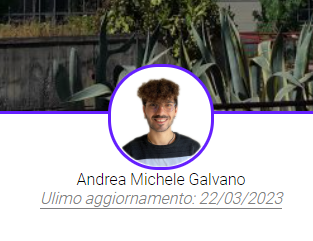 Andrea Michele Galvano
Ulimo aggiornamento: 22/03/2023